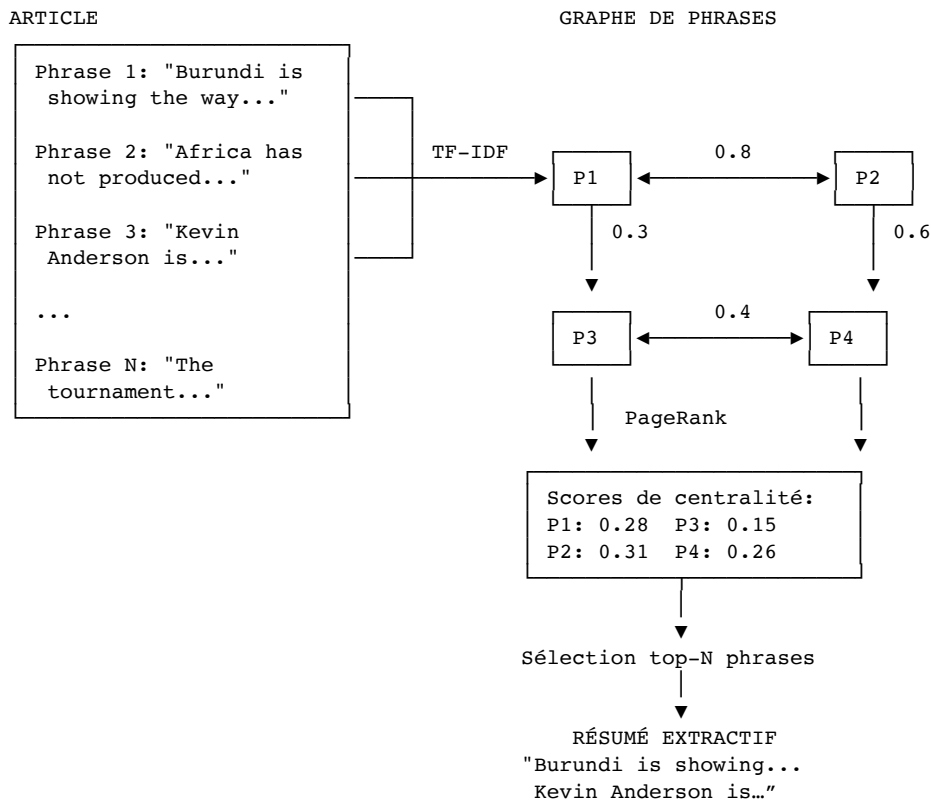 ARTICLE
GRAPHE DE PHRASES
Phrase 1: "Burundi is
showing the way..."
Phrase 2: "Africa has
not produced..."
Phrase 3: "Kevin
Anderson is..."
...
Phrase N: "The
tournament..."
TF-IDF
P1
0.8
P2
0.3
0.6
P3
0.4
P4
PageRank
Scores de centralité:
P1: 0.28 P3: 0.15
P2: 0.31 P4: 0.26
Sélection top-N phrases
RÉSUMÉ EXTRACTIF
"Burundi is showing...
Kevin Anderson is…”